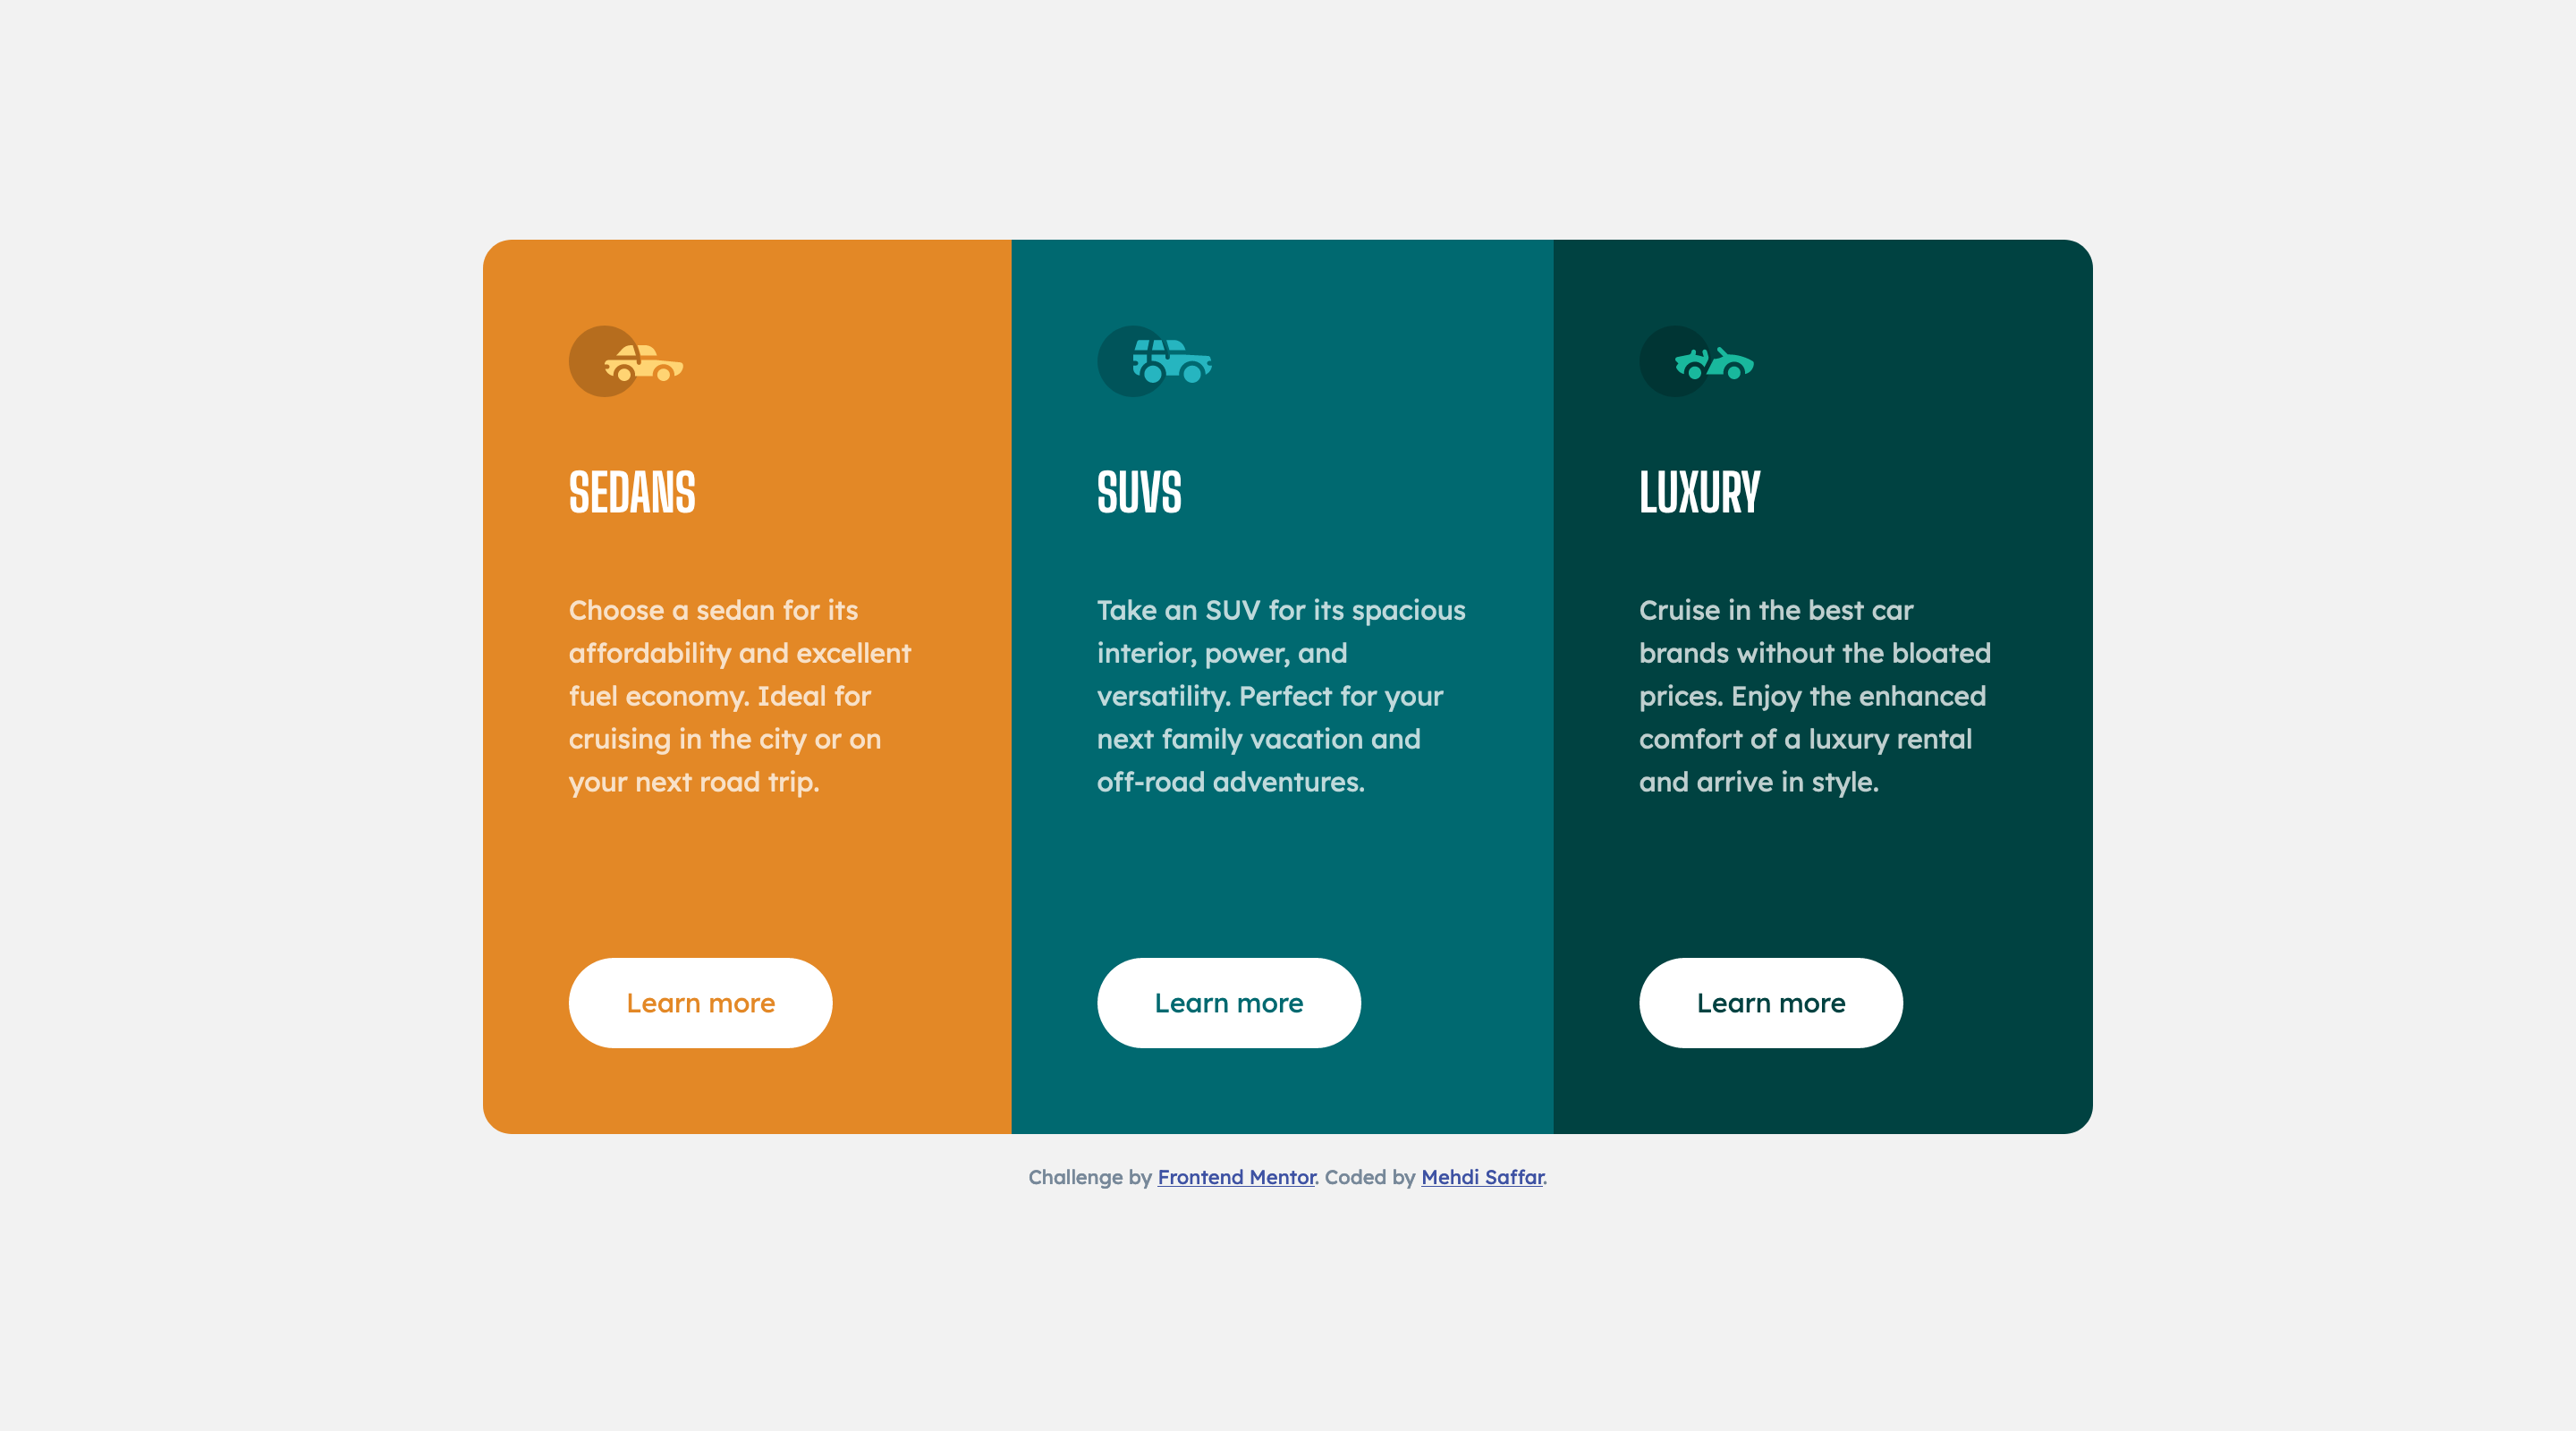 SEDANS
Choose a sedan for its
affordability and excellent
fuel economy. Ideal for
cruising in the city or on
your next road trip.
Learn more
SUVS
Take an SUV for its spacious
interior, power, and
versatility. Perfect for your
next family vacation and
off-road adventures.
Learn more
LUXURY
Cruise in the best car
brands without the bloated
prices. Enjoy the enhanced
comfort of a luxury rental
and arrive in style.
Learn more
Challenge by Frontend Mentor. Coded by Mehdi Saffar.